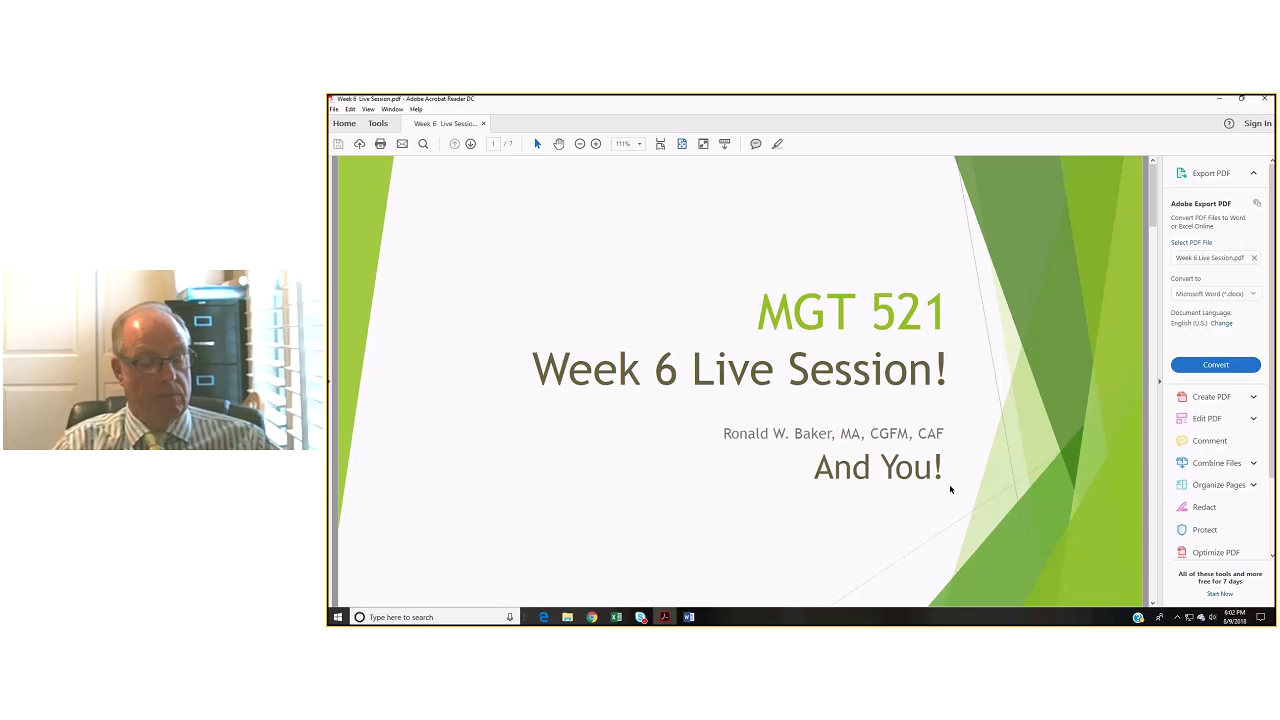 Week 6 Live Session.pdf - Adobe Acrobat Reader DC
File Edit View Window Help
Home Tools Week 6 Live Sessio... × Sign In
1 / 7 111%
MGT 521
Week 6 Live Session!
Ronald W. Baker, MA, CGFM, CAF
And You!
Export PDF
Adobe Export PDF
Convert PDF Files to Word
or Excel Online
Select PDF File
Week 6 Live Session.pdf ×
Convert to
Microsoft Word (*.docx)
Document Language:
English (U.S.) Change
Convert
Create PDF
Edit PDF
Comment
Combine Files
Organize Pages
Redact
Protect
Optimize PDF
All of these tools and more
free for 7 days
Start Now
Type here to search
6:02 PM
8/9/2018